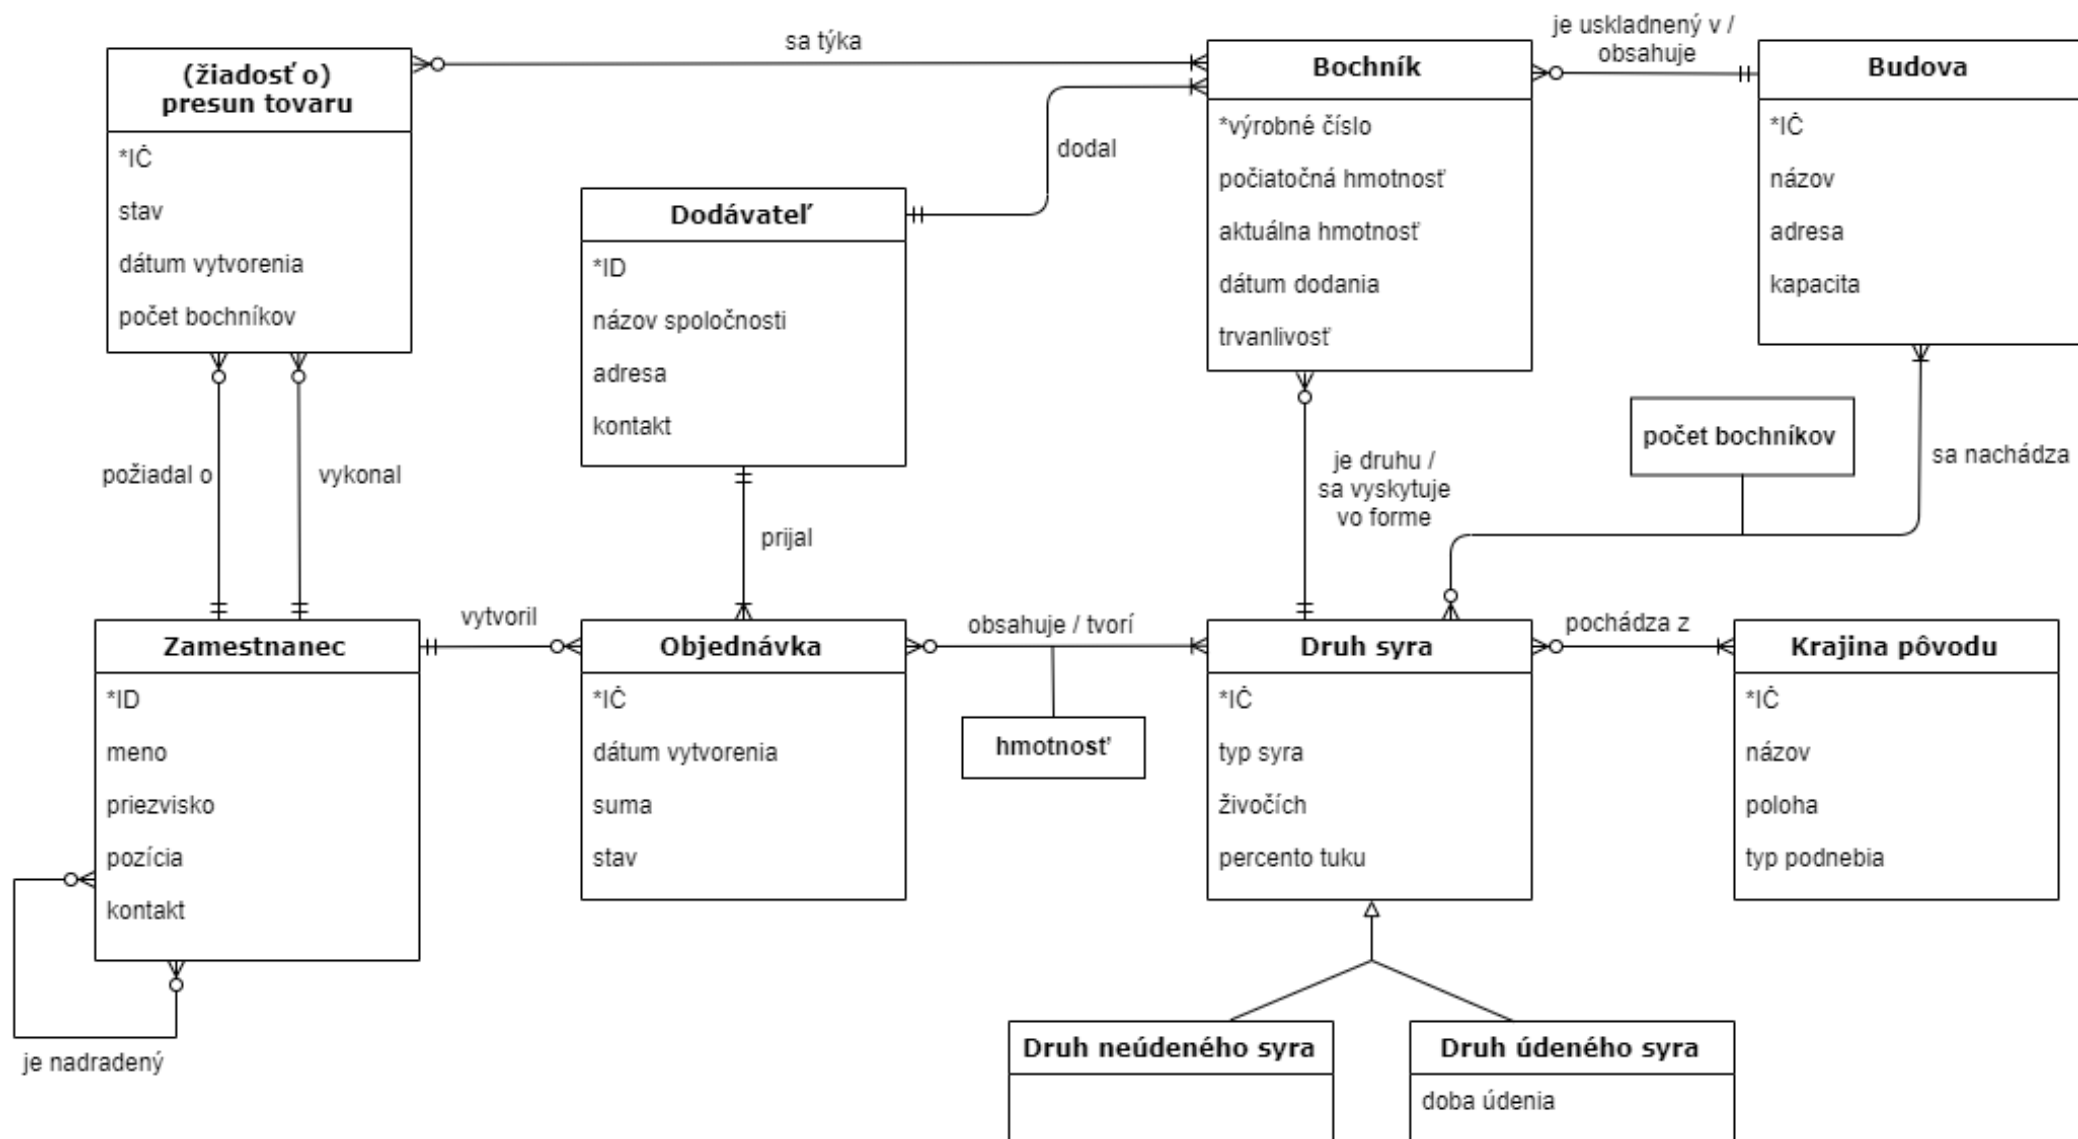 (žiadosť o)
presun tovaru
*IČ
stav
dátum vytvorenia
počet bochníkov
sa týka
Bochník
*výrobné číslo
počiatočná hmotnosť
aktuálna hmotnosť
dátum dodania
trvanlivosť
je uskladnený v /
obsahuje
Budova
*IČ
názov
adresa
kapacita
dodal
Dodávateľ
*ID
názov spoločnosti
adresa
kontakt
požiadal o
vykonal
prijal
je druhu /
sa vyskytuje
vo forme
počet bochníkov
sa nachádza
Zamestnanec
*ID
meno
priezvisko
pozícia
kontakt
je nadradený
vytvoril
Objednávka
*IČ
dátum vytvorenia
suma
stav
obsahuje / tvorí
hmotnosť
Druh syra
*IČ
typ syra
živočích
percento tuku
pochádza z
Krajina pôvodu
*IČ
názov
poloha
typ podnebia
Druh neúdeného syra
Druh údeného syra
doba údenia